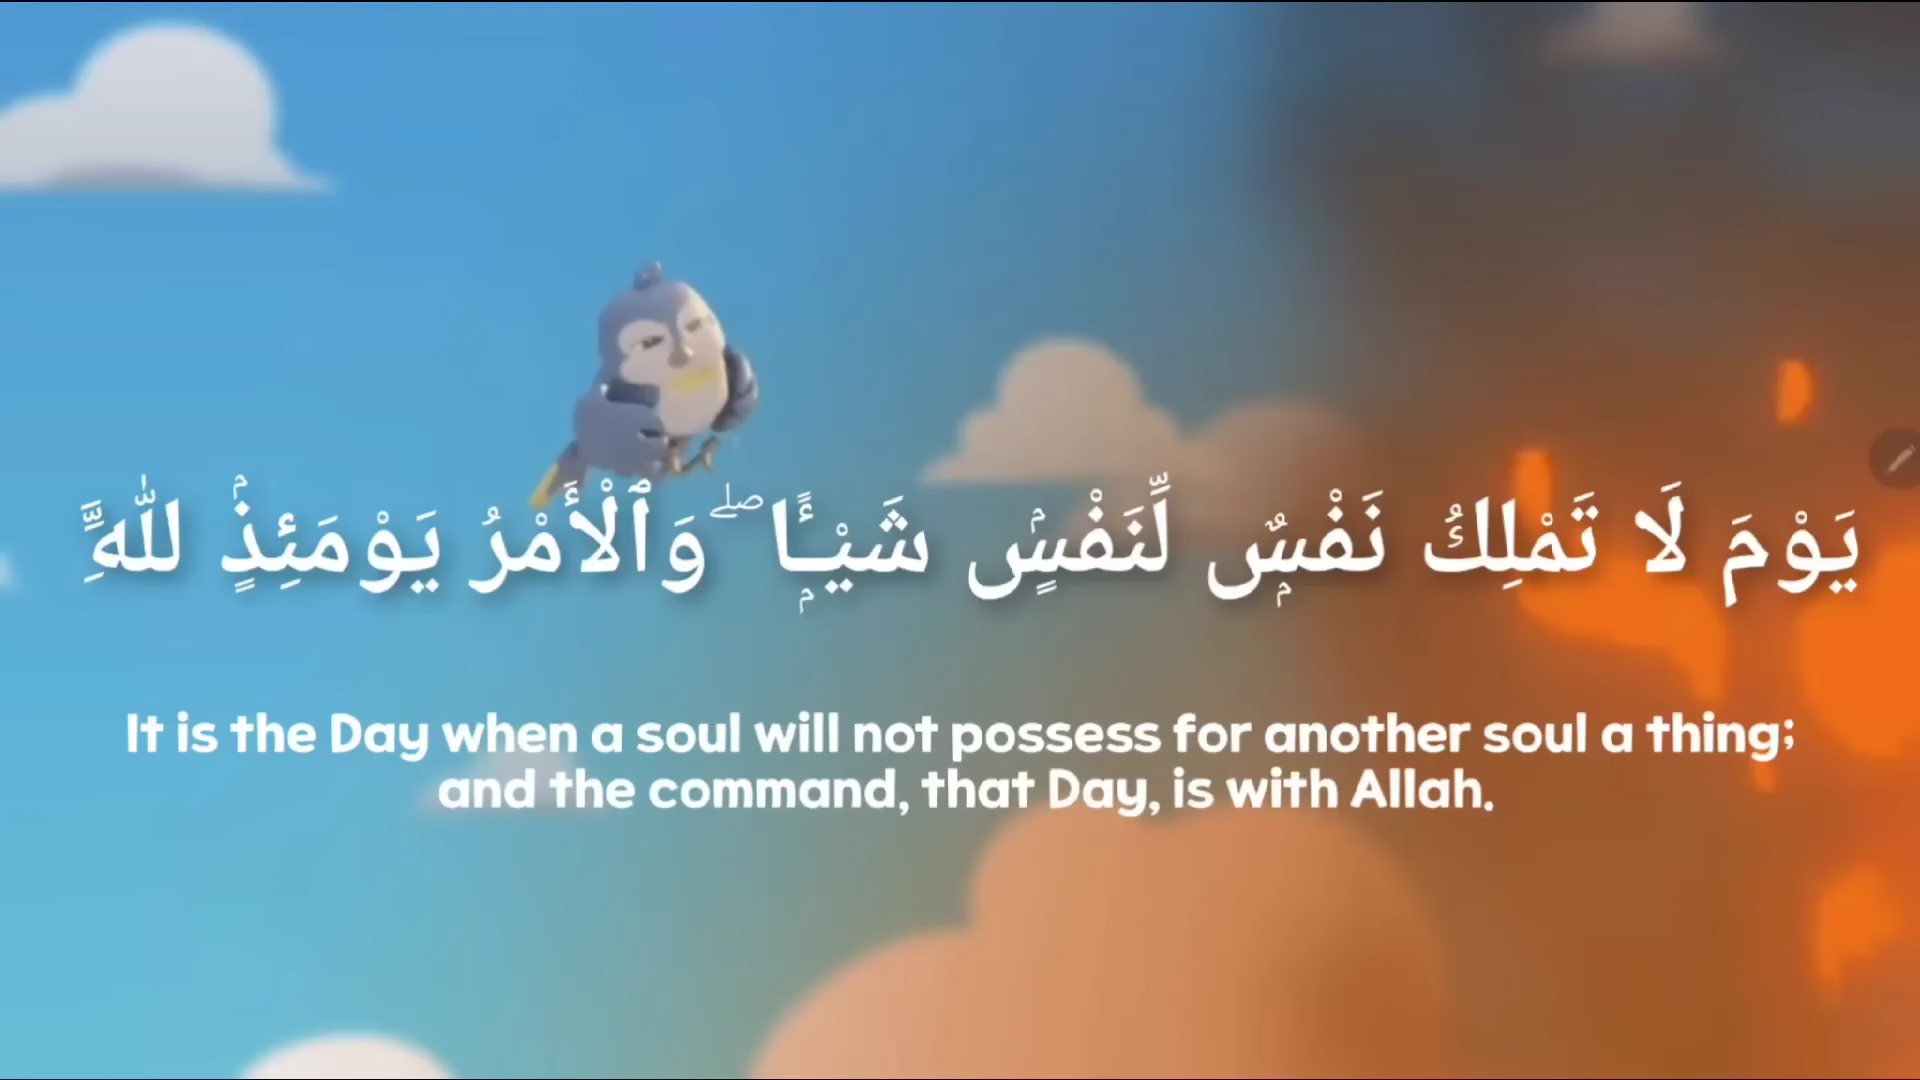 يَوْمَ لَا تَمْلِكُ نَفْسٌۭ لِّنَفْسٍۢ شَيْـًۭٔا ۖ وَٱلْأَمْرُ يَوْمَئِذٍۢ لِّلَّهِ
It is the Day when a soul will not possess for another soul a thing;
and the command, that Day, is with Allah.